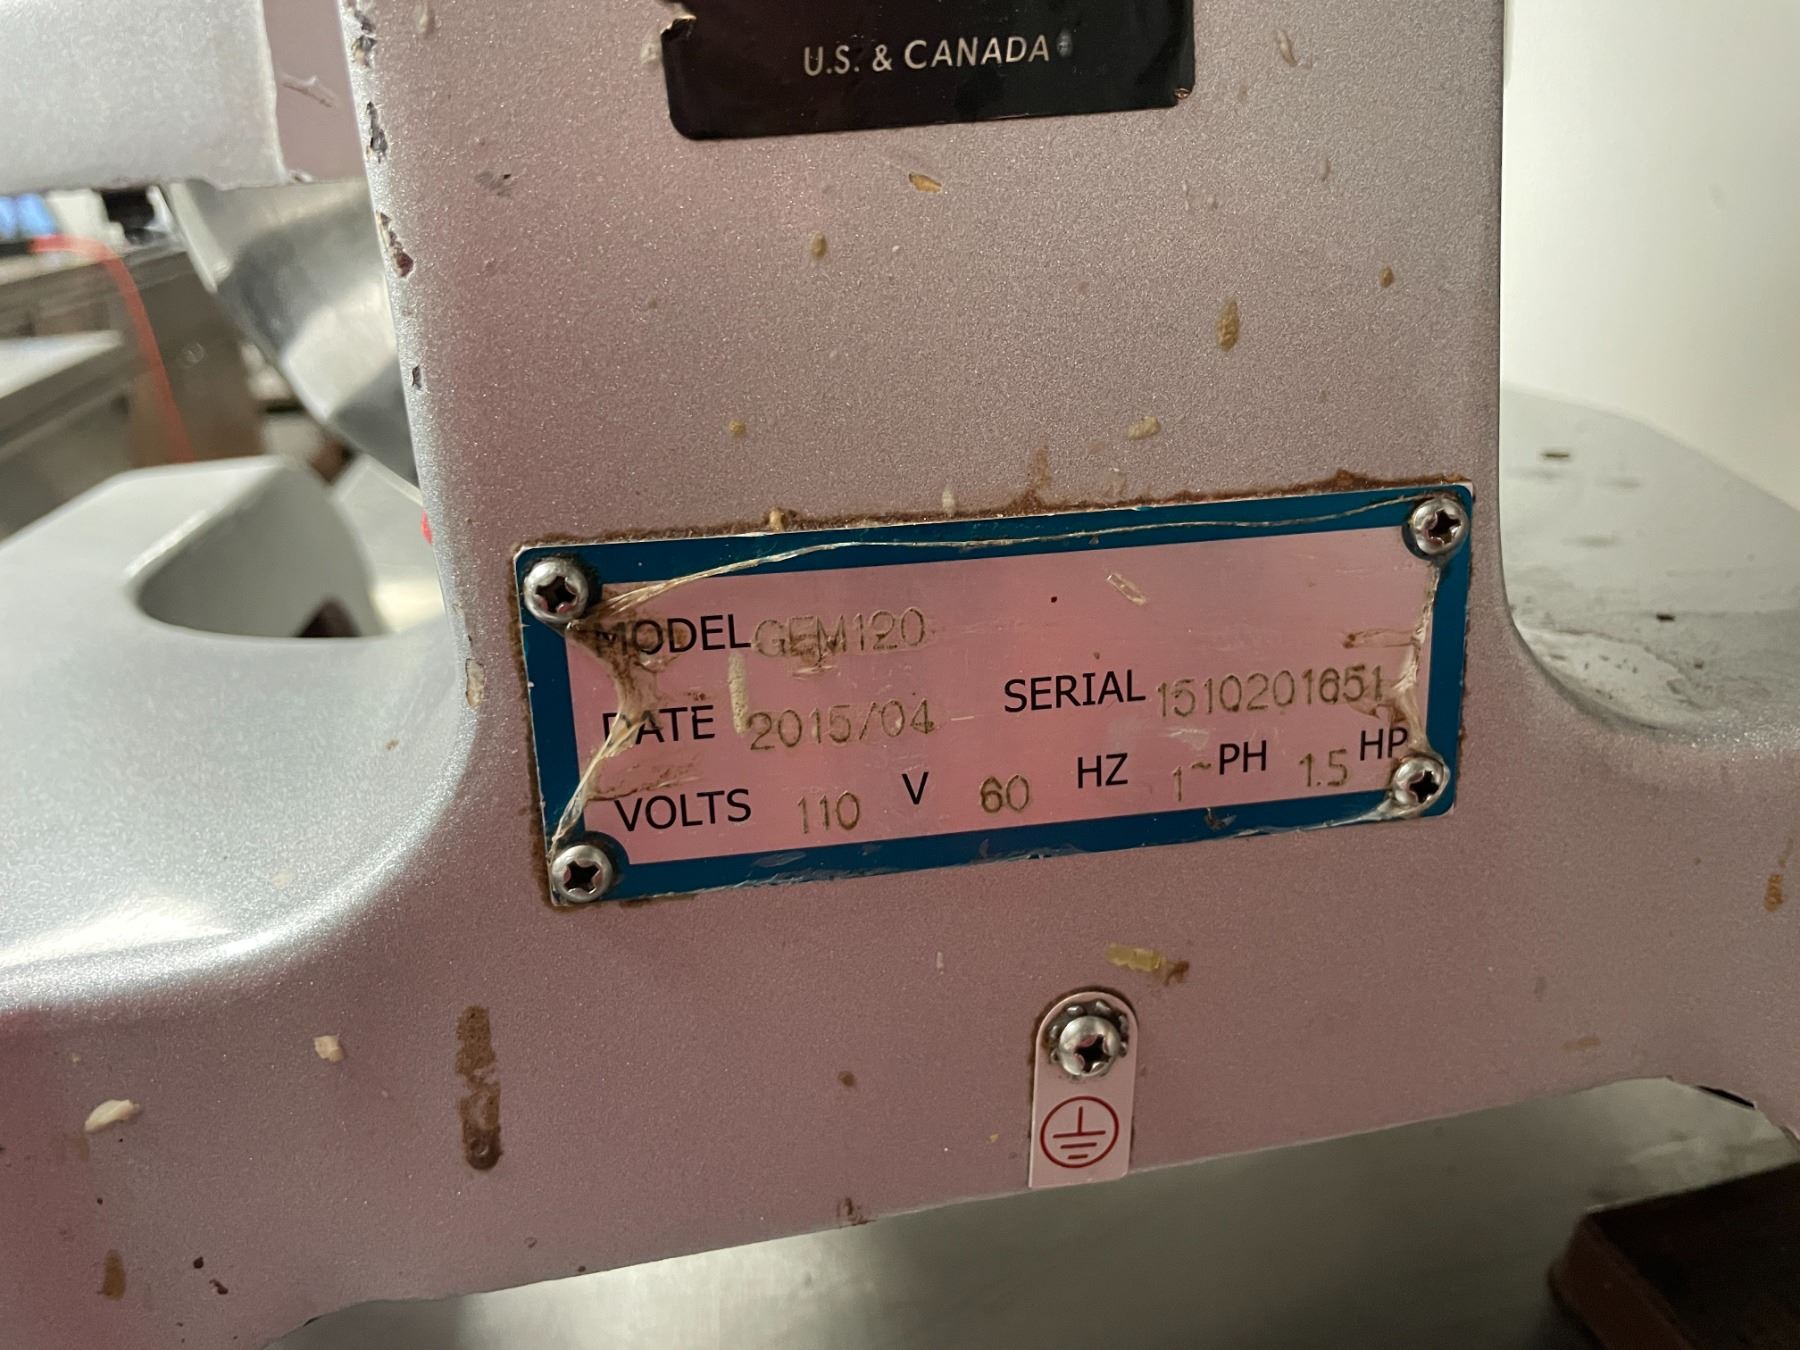 U.S. & CANADA
MODEL GEM120
DATE 2015/04 SERIAL 1510201651
VOLTS 110 V 60 HZ 1~PH 1.5 HP